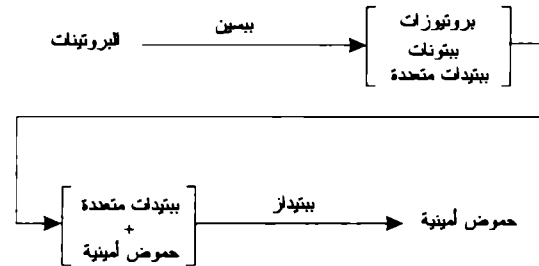 البروتينات
ببسين
بروتيوزات
ببتونات
ببتيدات متعددة
ببتيدات متعددة
+
حموض أمينية
ببتيداز
حموض أمينية